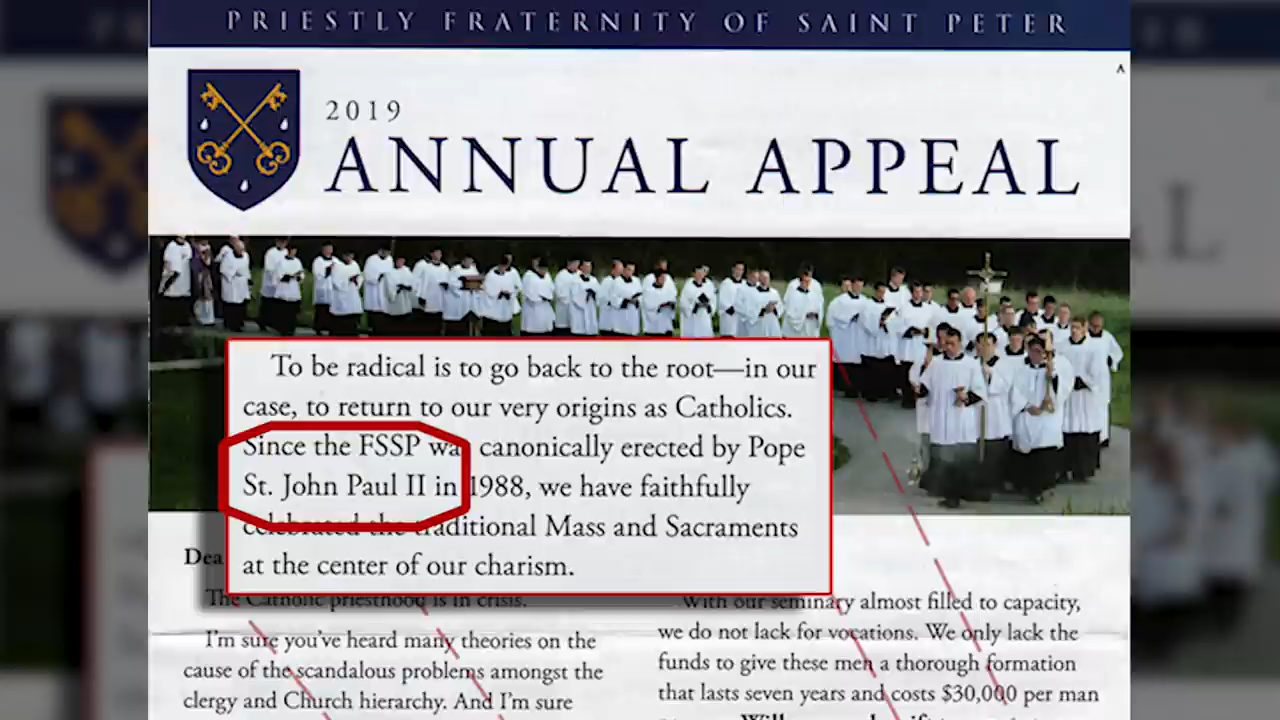 PRIESTLY FRATERNITY OF SAINT PETER
2019
ANNUAL APPEAL
To be radical is to go back to the root—in our
case, to return to our very origins as Catholics.
Since the FSSP was canonically erected by Pope
St. John Paul II in 1988, we have faithfully
celebrated the traditional Mass and Sacraments
at the center of our charism.
Dea
The Catholic priesthood is in crisis.
I'm sure you've heard many theories on the
cause of the scandalous problems amongst the
clergy and Church hierarchy. And I'm sure
With our seminary almost filled to capacity,
we do not lack for vocations. We only lack the
funds to give these men a thorough formation
that lasts seven years and costs $30,000 per man